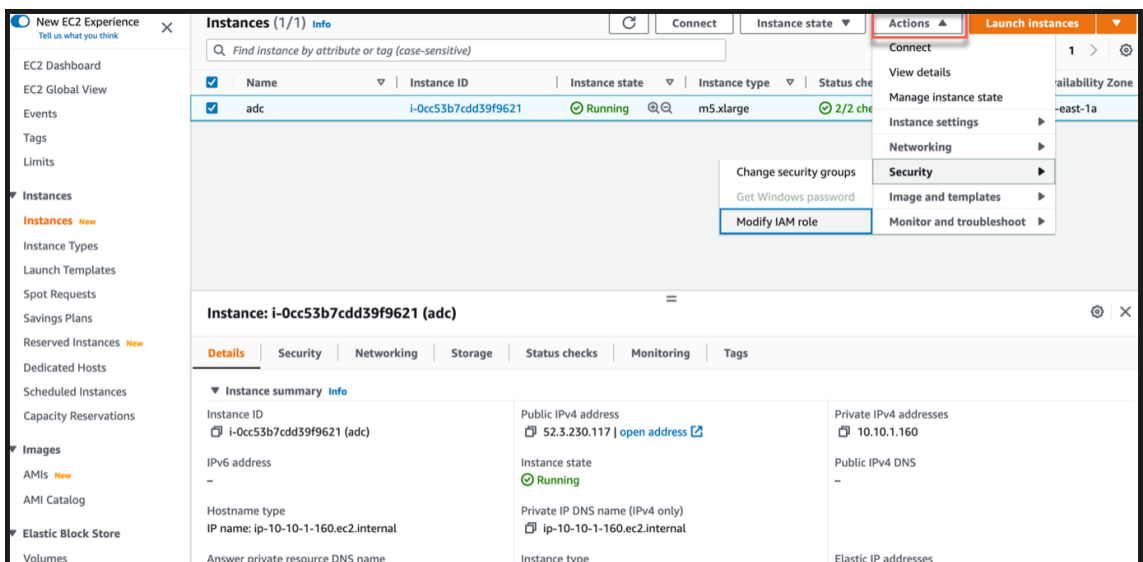 New EC2 Experience
Tell us what you think
EC2 Dashboard
EC2 Global View
Events
Tags
Limits
Instances
Instances New
Instance Types
Launch Templates
Spot Requests
Savings Plans
Reserved Instances New
Dedicated Hosts
Scheduled Instances
Capacity Reservations
Images
AMIs New
AMI Catalog
Elastic Block Store
Volumes
Instances (1/1) Info
Connect
Instance state
Actions
Launch instances
Find instance by attribute or tag (case-sensitive)
1
Name
Instance ID
Instance state
Instance type
Status che
ailability Zone
adc
i-0cc53b7cdd39f9621
Running
m5.xlarge
2/2 che
-east-1a
Connect
View details
Manage instance state
Instance settings
Networking
Security
Image and templates
Monitor and troubleshoot
Change security groups
Get Windows password
Modify IAM role
Instance: i-0cc53b7cdd39f9621 (adc)
Details
Security
Networking
Storage
Status checks
Monitoring
Tags
Instance summary Info
Instance ID
i-0cc53b7cdd39f9621 (adc)
Public IPv4 address
52.3.230.117 | open address
Private IPv4 addresses
10.10.1.160
IPv6 address
–
Instance state
Running
Public IPv4 DNS
–
Hostname type
IP name: ip-10-10-1-160.ec2.internal
Private IP DNS name (IPv4 only)
ip-10-10-1-160.ec2.internal
Answer private resource DNS name
Instance type
Elastic IP addresses